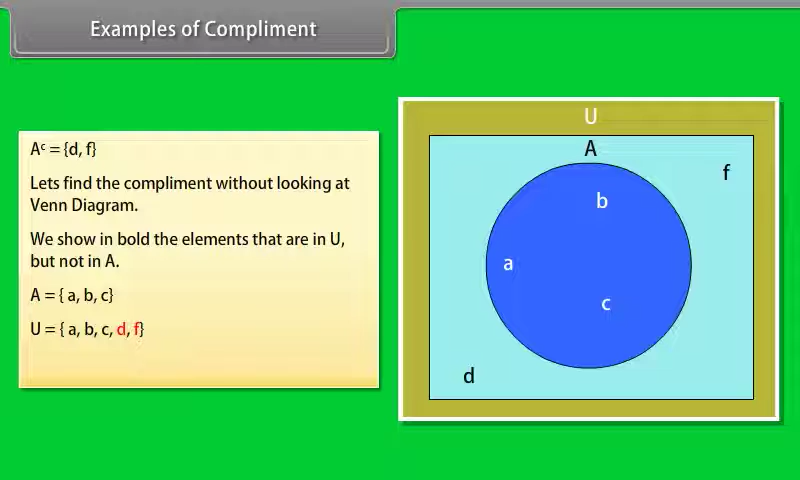 Examples of Compliment
Aᶜ = {d, f}
Lets find the compliment without looking at
Venn Diagram.
We show in bold the elements that are in U,
but not in A.
A = { a, b, c}
U = { a, b, c, d, f}
U
A
f
b
a
c
d